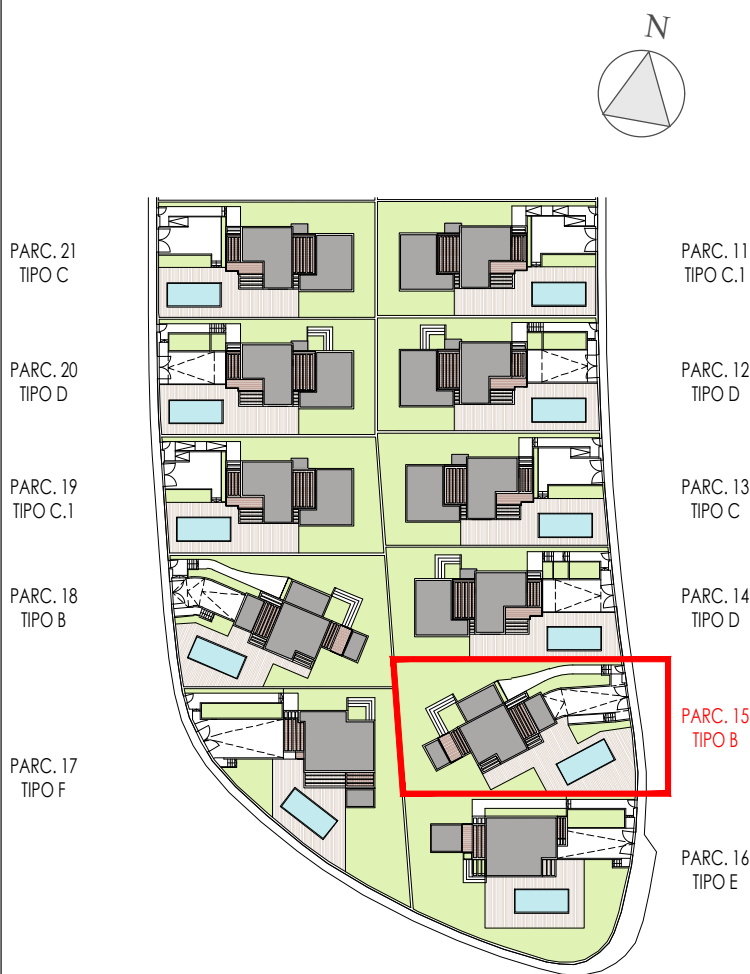 N
PARC. 21
TIPO C
PARC. 20
TIPO D
PARC. 19
TIPO C.1
PARC. 18
TIPO B
PARC. 17
TIPO F
PARC. 11
TIPO C.1
PARC. 12
TIPO D
PARC. 13
TIPO C
PARC. 14
TIPO D
PARC. 15
TIPO B
PARC. 16
TIPO E